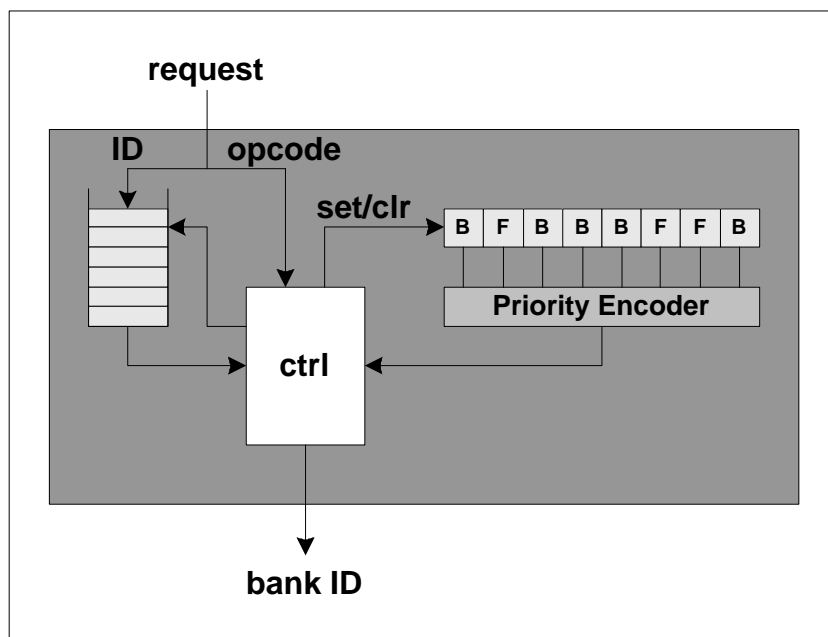 request
ID opcode
set/clr
B F B B B F F B
Priority Encoder
ctrl
bank ID